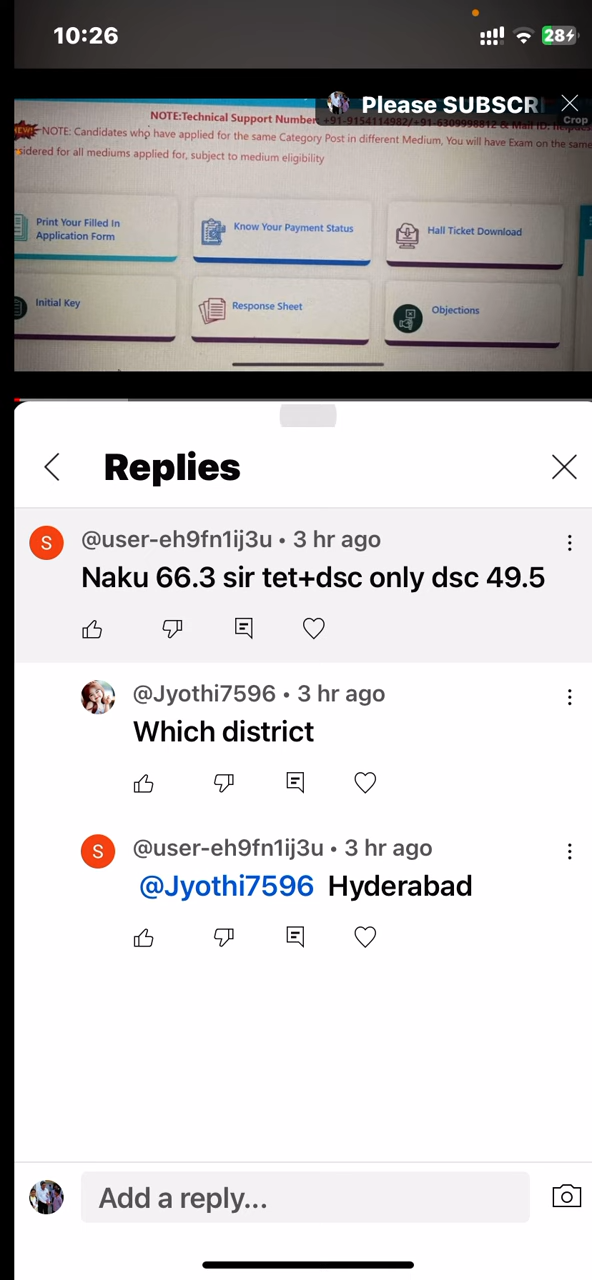 10:26
28
Please SUBSCR
Crop
NOTE:Technical Support Number +91-9154114982/+91-6309998812 & Mail ID: helpdes
NEW! NOTE: Candidates who have applied for the same Category Post in different Medium, You will have Exam on the same
sidered for all mediums applied for, subject to medium eligibility
Print Your Filled In
Application Form
Know Your Payment Status
Hall Ticket Download
Initial Key
Response Sheet
Objections
Replies
S
@user-eh9fn1ij3u • 3 hr ago
Naku 66.3 sir tet+dsc only dsc 49.5
@Jyothi7596 • 3 hr ago
Which district
S
@user-eh9fn1ij3u • 3 hr ago
@Jyothi7596 Hyderabad
Add a reply...